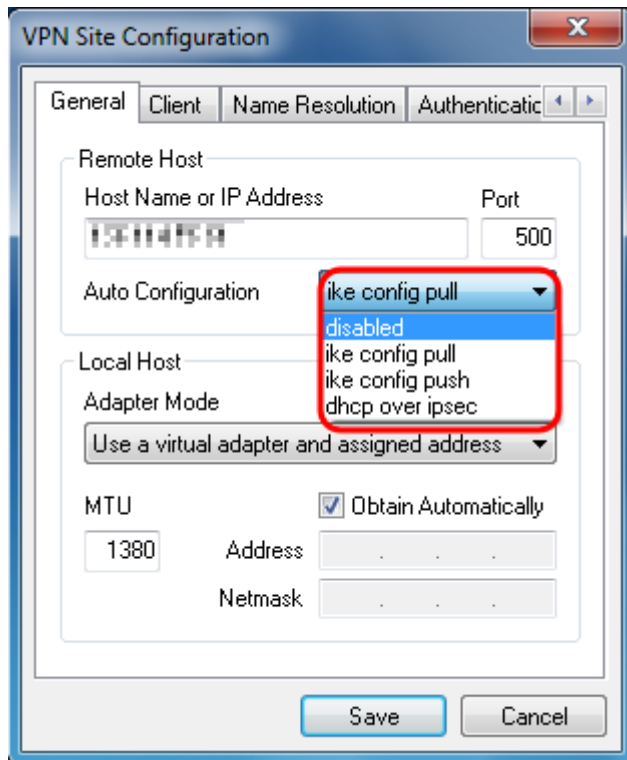 VPN Site Configuration
General Client Name Resolution Authenticatic
Remote Host
Host Name or IP Address Port
500
Auto Configuration ike config pull
disabled
ike config pull
ike config push
dhcp over ipsec
Local Host
Adapter Mode
Use a virtual adapter and assigned address
MTU Obtain Automatically
1380 Address . . .
Netmask . . .
Save Cancel